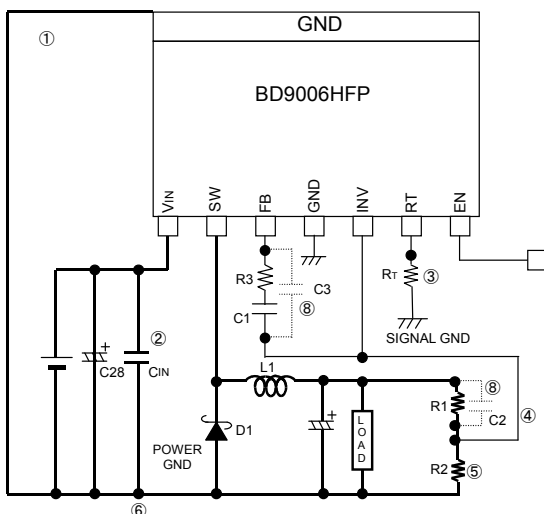 GND
①
BD9006HFP
VIN
SW
FB
GND
INV
RT
EN
R3
C3
RT
③
⑧
C1
SIGNAL GND
②
C28
CIN
L1
⑧
R1
C2
④
D1
POWER
GND
+
+
LOAD
R2
⑤
⑥